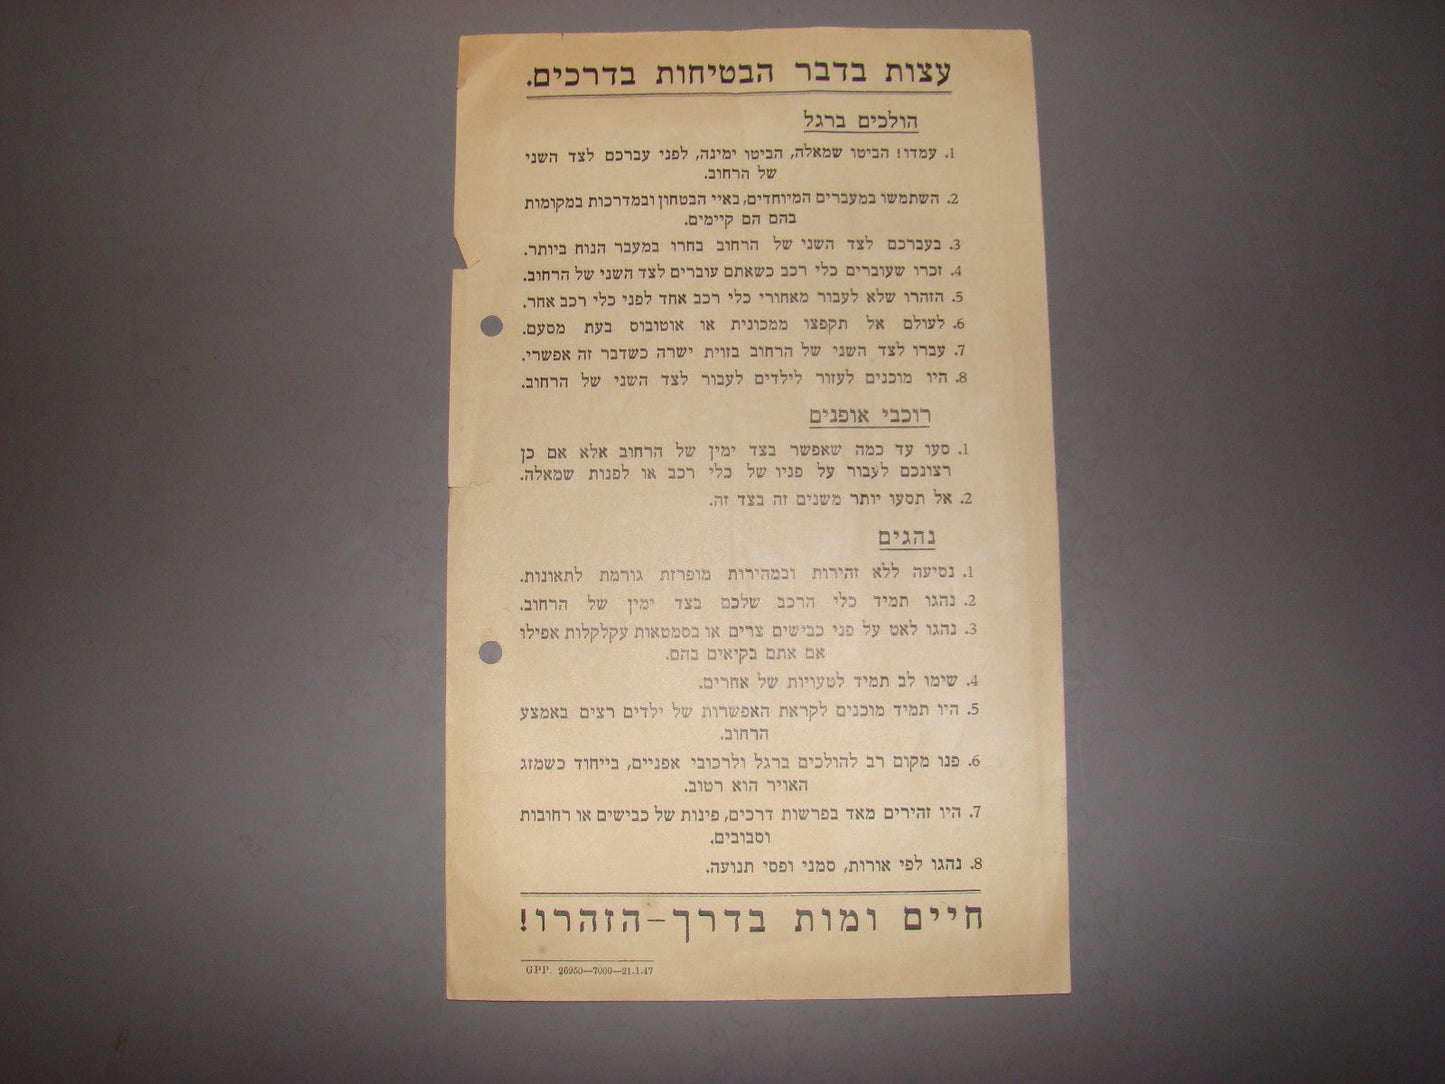 עצות בדבר הבטיחות בדרכים.
הולכים ברגל
1. עמדו! הביטו שמאלה, הביטו ימינה, לפני עברכם לצד השני
של הרחוב.
2. השתמשו במעברים המיוחדים, באיי הבטחון ובמדרכות במקומות
בהם הם קיימים.
3. בעברכם לצד השני של הרחוב בחרו במעבר הנוח ביותר.
4. זכרו שעוברים כלי רכב כשאתם עוברים לצד השני של הרחוב.
5. הזהרו שלא לעבור מאחורי כלי רכב אחד לפני כלי רכב אחר.
6. לעולם אל תקפצו ממכונית או אוטובוס בעת מסעם.
7. עברו לצד השני של הרחוב בזוית ישרה כשדבר זה אפשרי.
8. היו מוכנים לעזור לילדים לעבור לצד השני של הרחוב.
רוכבי אופנים
1. סעו עד כמה שאפשר בצד ימין של הרחוב אלא אם כן
רצונכם לעבור על פניו של כלי רכב או לפנות שמאלה.
2. אל תסעו יותר משנים זה בצד זה.
נהגים
1. נסיעה ללא זהירות ובמהירות מופרזת גורמת לתאונות.
2. נהגו תמיד כלי הרכב שלכם בצד ימין של הרחוב.
3. נהגו לאט על פני כבישים צרים או בסמטאות עקלקלות אפילו
אם אתם בקיאים בהם.
4. שימו לב תמיד לטעויות של אחרים.
5. היו תמיד מוכנים לקראת האפשרות של ילדים רצים באמצע
הרחוב.
6. פנו מקום רב להולכים ברגל ולרכובי אפניים, בייחוד כשמזג
האויר הוא רטוב.
7. היו זהירים מאד בפרשות דרכים, פינות של כבישים או רחובות
וסבובים.
8. נהגו לפי אורות, סמני ופסי תנועה.
חיים ומות בדרך–הזהרו!
GPP. 26950—7000—21.1.47